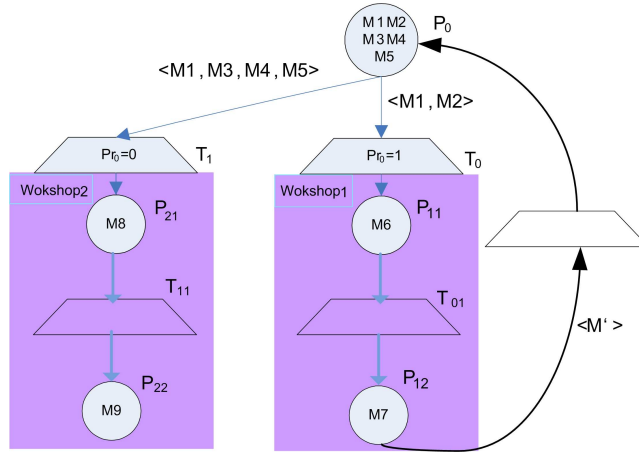 M1 M2
M3 M4
M5
P0
<M1, M3, M4, M5>
<M1, M2>
Pr0=0
T1
Pr0=1
T0
Wokshop2
Wokshop1
M8
P21
M6
P11
T11
T01
<M‘>
P22
P12
M9
M7